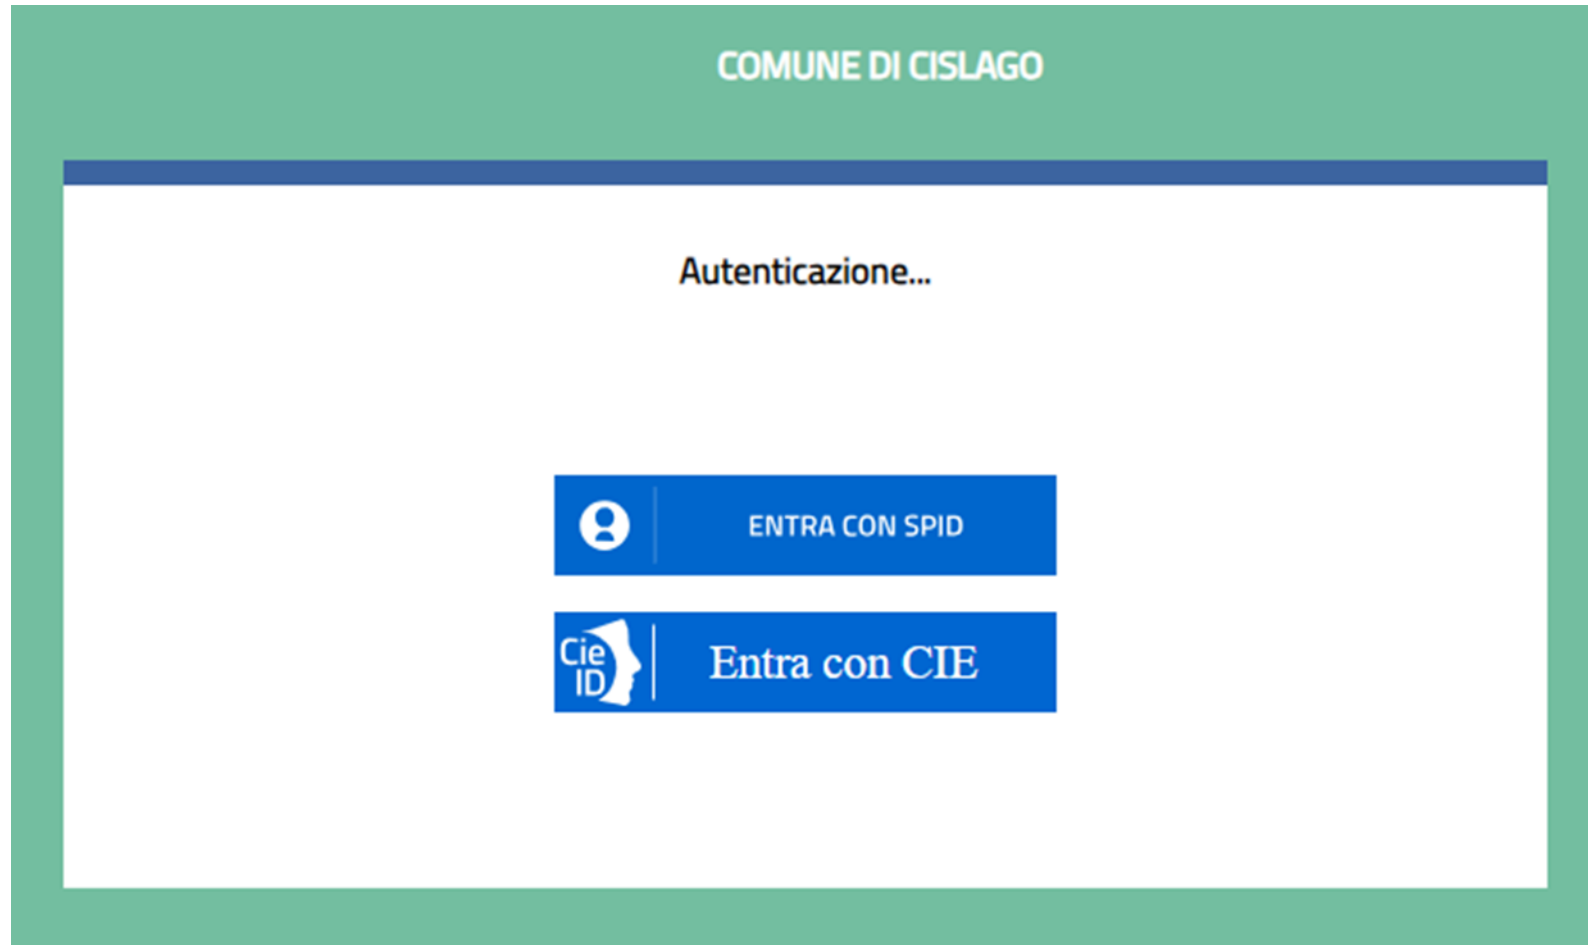 COMUNE DI CISLAGO
Autenticazione...
ENTRA CON SPID
Cie
ID
Entra con CIE